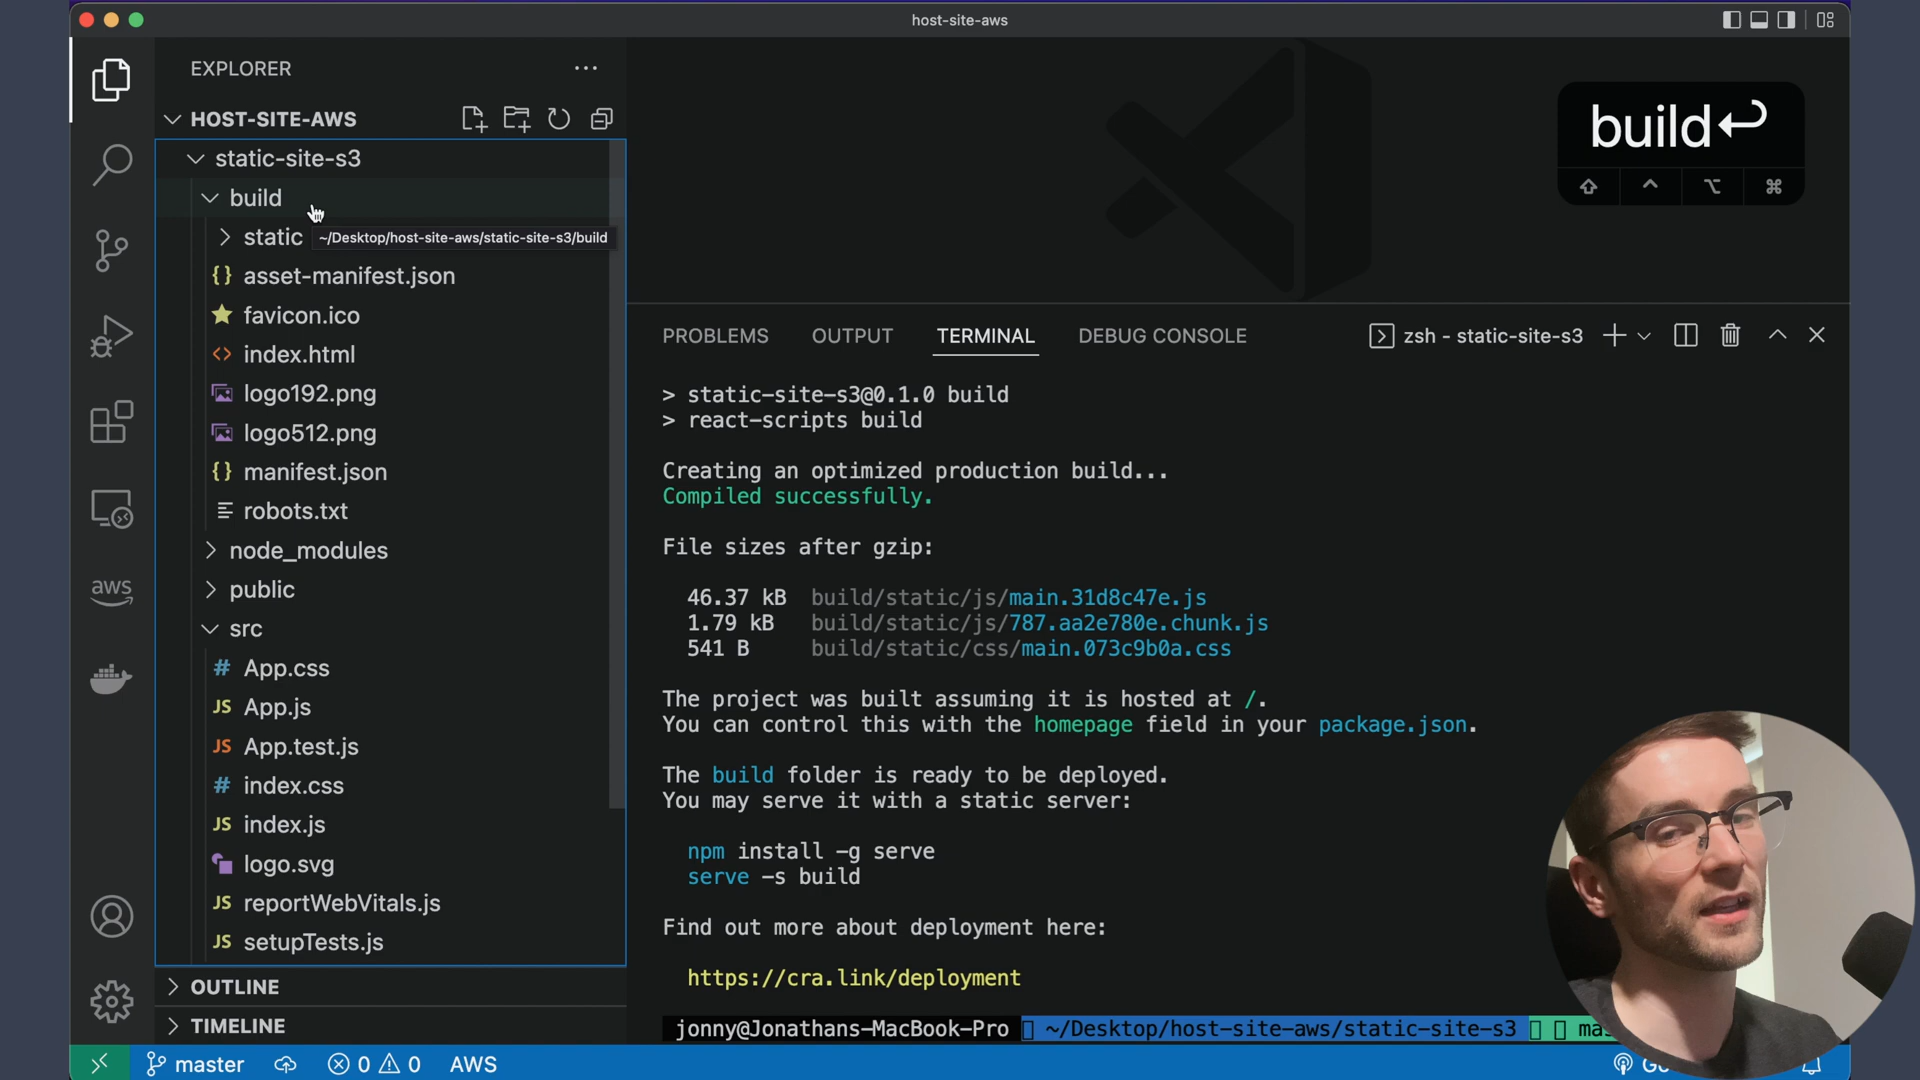 host-site-aws
EXPLORER
HOST-SITE-AWS
static-site-s3
build
static
~/Desktop/host-site-aws/static-site-s3/build
asset-manifest.json
favicon.ico
index.html
logo192.png
logo512.png
manifest.json
robots.txt
node_modules
public
src
App.css
App.js
App.test.js
index.css
index.js
logo.svg
reportWebVitals.js
setupTests.js
OUTLINE
TIMELINE
aws
build↩
PROBLEMS OUTPUT TERMINAL DEBUG CONSOLE zsh - static-site-s3
> static-site-s3@0.1.0 build
> react-scripts build
Creating an optimized production build...
Compiled successfully.
File sizes after gzip:
46.37 kB build/static/js/main.31d8c47e.js
1.79 kB build/static/js/787.aa2e780e.chunk.js
541 B build/static/css/main.073c9b0a.css
The project was built assuming it is hosted at /.
You can control this with the homepage field in your package.json.
The build folder is ready to be deployed.
You may serve it with a static server:
npm install -g serve
serve -s build
Find out more about deployment here:
https://cra.link/deployment
jonny@Jonathans-MacBook-Pro ~/Desktop/host-site-aws/static-site-s3
master 0 0 AWS